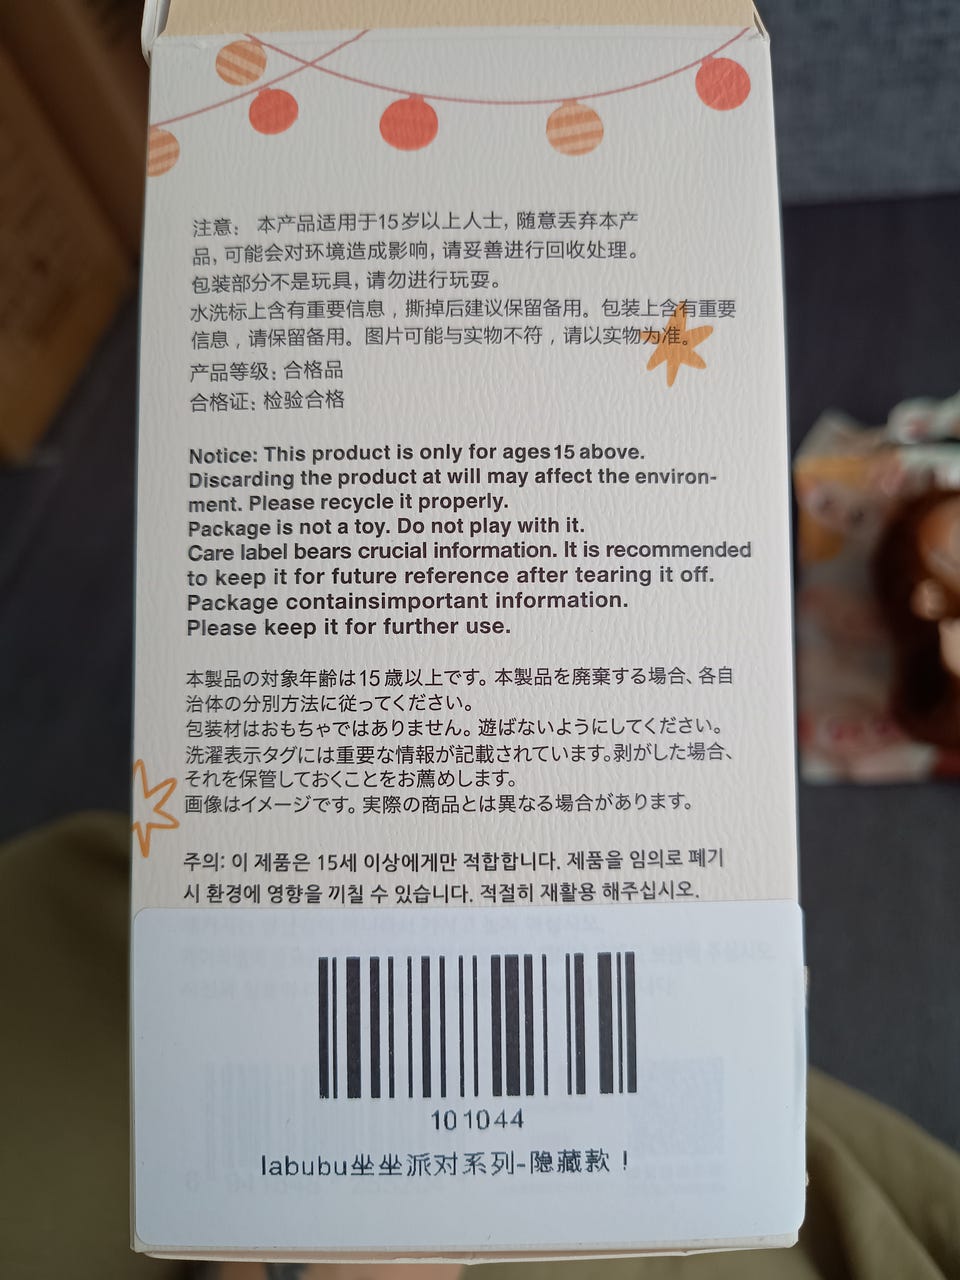 注意：本产品适用于15岁以上人士，随意丢弃本产
品，可能会对环境造成影响，请妥善进行回收处理。
包装部分不是玩具，请勿进行玩耍。
水洗标上含有重要信息，撕掉后建议保留备用。包装上含有重要
信息，请保留备用。图片可能与实物不符，请以实物为准。
产品等级：合格品
合格证：检验合格
Notice: This product is only for ages 15 above.
Discarding the product at will may affect the environ-
ment. Please recycle it properly.
Package is not a toy. Do not play with it.
Care label bears crucial information. It is recommended
to keep it for future reference after tearing it off.
Package containsimportant information.
Please keep it for further use.
本製品の対象年齢は15歳以上です。本製品を廃棄する場合、各自
治体の分別方法に従ってください。
包装材はおもちゃではありません。遊ばないようにしてください。
洗濯表示タグには重要な情報が記載されています。剥がした場合、
それを保管しておくことをお薦めします。
画像はイメージです。実際の商品とは異なる場合があります。
주의: 이 제품은 15세 이상에게만 적합합니다. 제품을 임의로 폐기
시 환경에 영향을 끼칠 수 있습니다. 적절히 재활용 해주십시오.
101044
labubu坐坐派对系列-隐藏款！